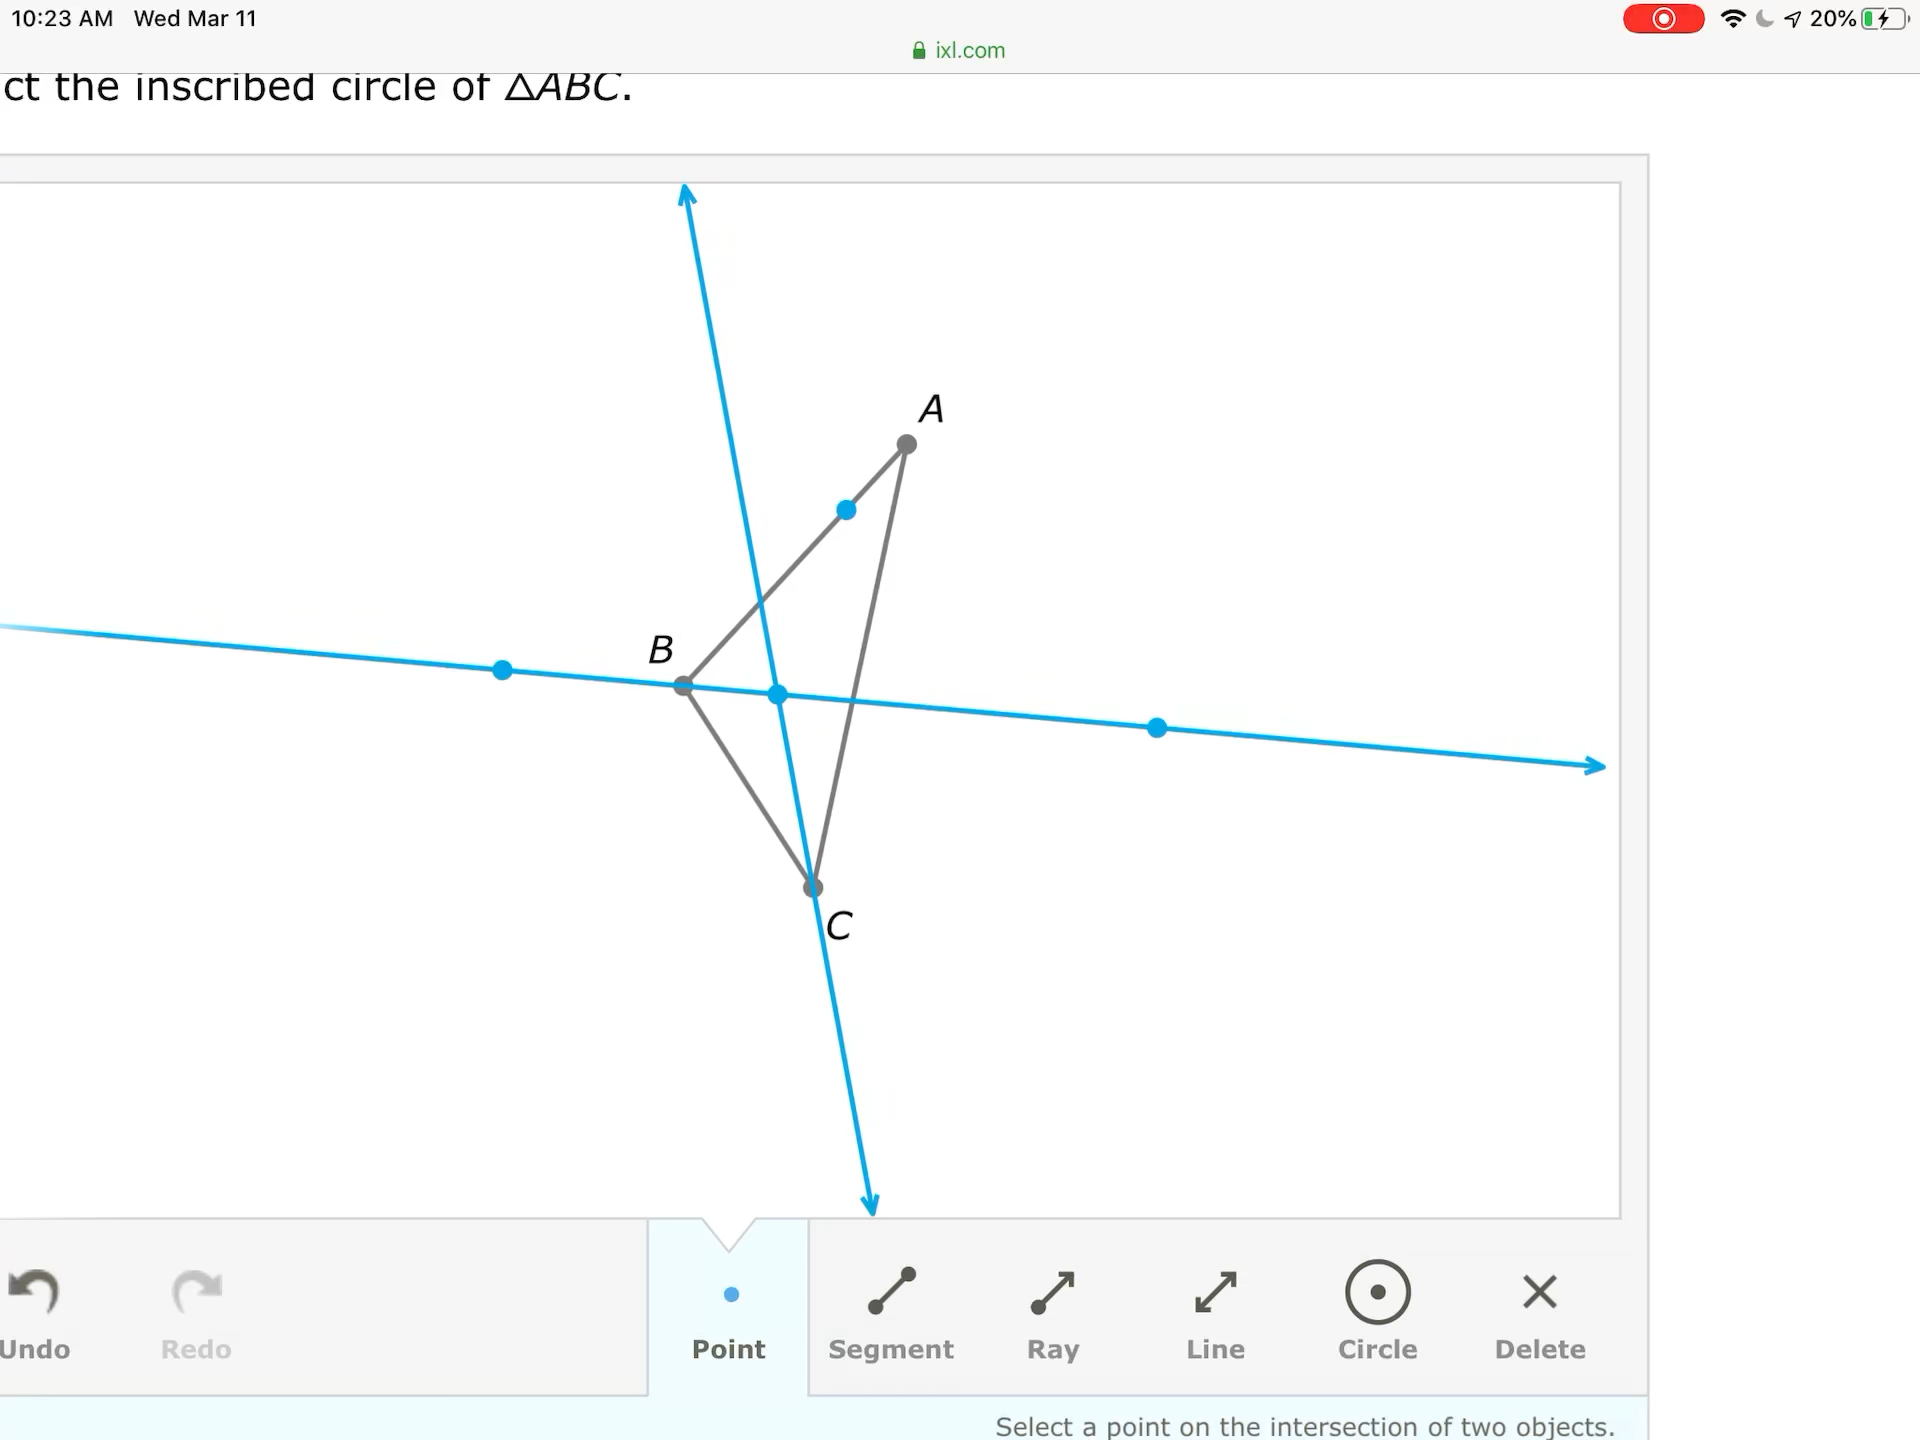 10:23 AM Wed Mar 11
20%
ixl.com
ct the inscribed circle of △ABC.
A
B
C
Undo
Redo
Point
Segment
Ray
Line
Circle
Delete
Select a point on the intersection of two objects.